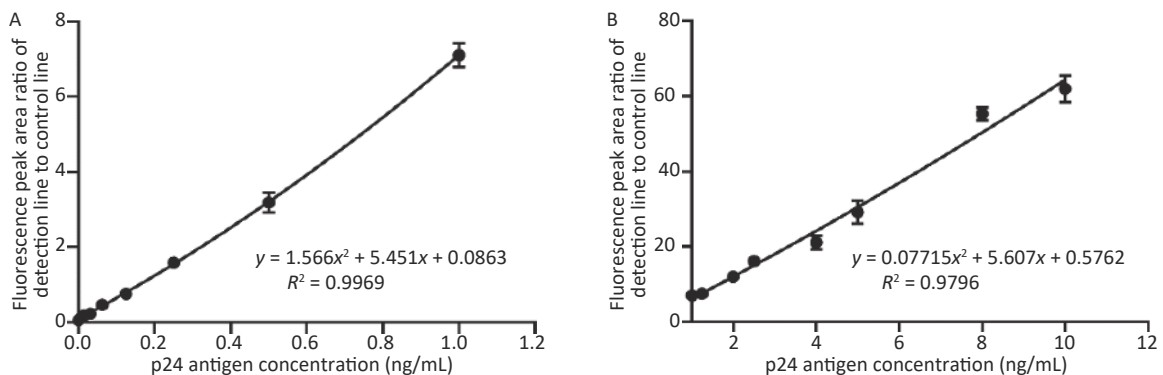 A
Fluorescence peak area ratio of
detection line to control line
8
6
4
2
0
0.0 0.2 0.4 0.6 0.8 1.0 1.2
p24 antigen concentration (ng/mL)
y = 1.566x² + 5.451x + 0.0863
R² = 0.9969
B
Fluorescence peak area ratio of
detection line to control line
80
60
40
20
0
2 4 6 8 10 12
p24 antigen concentration (ng/mL)
y = 0.07715x² + 5.607x + 0.5762
R² = 0.9796